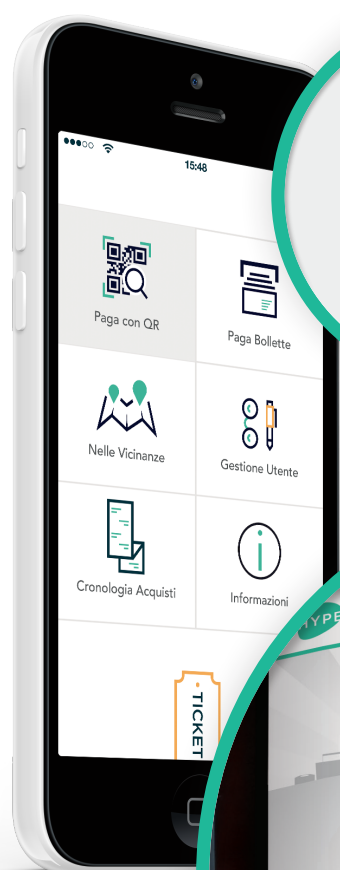 15:48
Paga con QR
Paga Bollette
Nelle Vicinanze
Gestione Utente
Cronologia Acquisti
Informazioni
TICKET